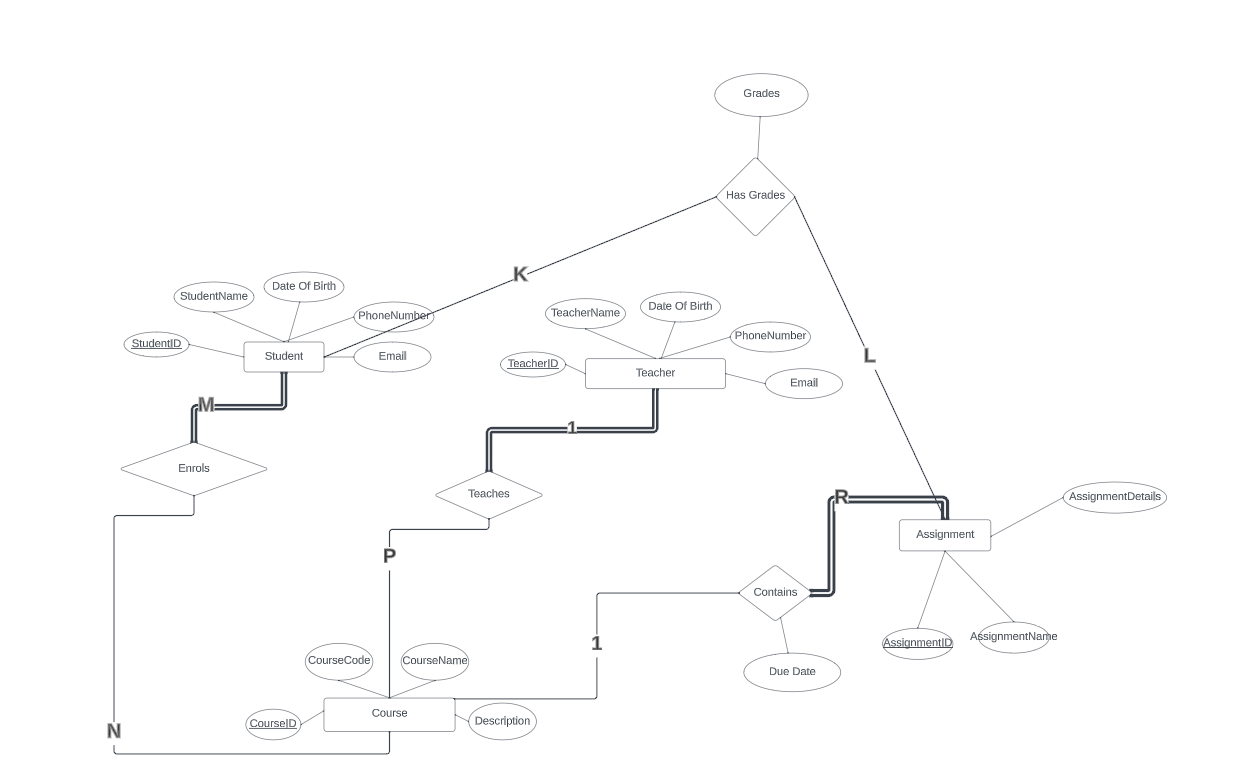 Grades
Has Grades
K
StudentName
Date Of Birth
PhoneNumber
StudentID
Student
Email
TeacherName
Date Of Birth
PhoneNumber
TeacherID
Teacher
Email
L
M
1
Enrols
Teaches
R
AssignmentDetails
Assignment
P
Contains
1
AssignmentID
AssignmentName
Due Date
CourseCode
CourseName
CourseID
Course
Description
N